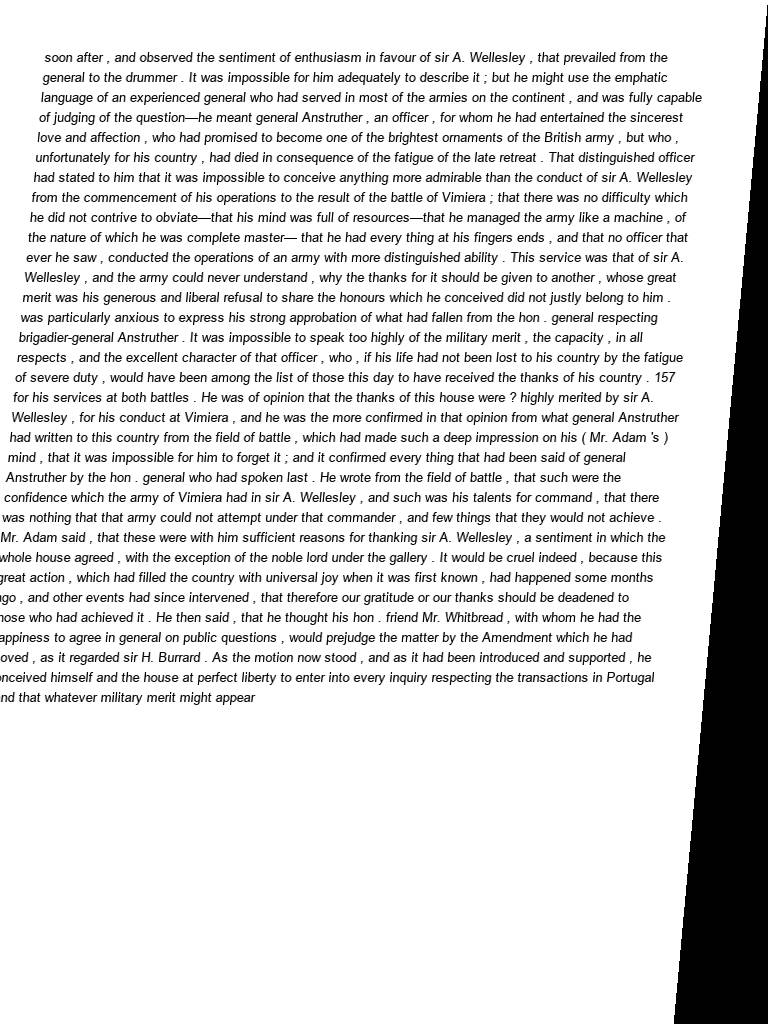 soon after , and observed the sentiment of enthusiasm in favour of sir A. Wellesley , that prevailed from the
general to the drummer . It was impossible for him adequately to describe it ; but he might use the emphatic
language of an experienced general who had served in most of the armies on the continent , and was fully capable
of judging of the question—he meant general Anstruther , an officer , for whom he had entertained the sincerest
love and affection , who had promised to become one of the brightest ornaments of the British army , but who ,
unfortunately for his country , had died in consequence of the fatigue of the late retreat . That distinguished officer
had stated to him that it was impossible to conceive anything more admirable than the conduct of sir A. Wellesley
from the commencement of his operations to the result of the battle of Vimiera ; that there was no difficulty which
he did not contrive to obviate—that his mind was full of resources—that he managed the army like a machine , of
the nature of which he was complete master— that he had every thing at his fingers ends , and that no officer that
ever he saw , conducted the operations of an army with more distinguished ability . This service was that of sir A.
Wellesley , and the army could never understand , why the thanks for it should be given to another , whose great
merit was his generous and liberal refusal to share the honours which he conceived did not justly belong to him .
was particularly anxious to express his strong approbation of what had fallen from the hon . general respecting
brigadier-general Anstruther . It was impossible to speak too highly of the military merit , the capacity , in all
respects , and the excellent character of that officer , who , if his life had not been lost to his country by the fatigue
of severe duty , would have been among the list of those this day to have received the thanks of his country . 157
for his services at both battles . He was of opinion that the thanks of this house were ? highly merited by sir A.
Wellesley , for his conduct at Vimiera , and he was the more confirmed in that opinion from what general Anstruther
had written to this country from the field of battle , which had made such a deep impression on his ( Mr. Adam 's )
mind , that it was impossible for him to forget it ; and it confirmed every thing that had been said of general
Anstruther by the hon . general who had spoken last . He wrote from the field of battle , that such were the
confidence which the army of Vimiera had in sir A. Wellesley , and such was his talents for command , that there
was nothing that that army could not attempt under that commander , and few things that they would not achieve .
Mr. Adam said , that these were with him sufficient reasons for thanking sir A. Wellesley , a sentiment in which the
whole house agreed , with the exception of the noble lord under the gallery . It would be cruel indeed , because this
great action , which had filled the country with universal joy when it was first known , had happened some months
ago , and other events had since intervened , that therefore our gratitude or our thanks should be deadened to
those who had achieved it . He then said , that he thought his hon . friend Mr. Whitbread , with whom he had the
appiness to agree in general on public questions , would prejudge the matter by the Amendment which he had
oved , as it regarded sir H. Burrard . As the motion now stood , and as it had been introduced and supported , he
onceived himself and the house at perfect liberty to enter into every inquiry respecting the transactions in Portugal
nd that whatever military merit might appear